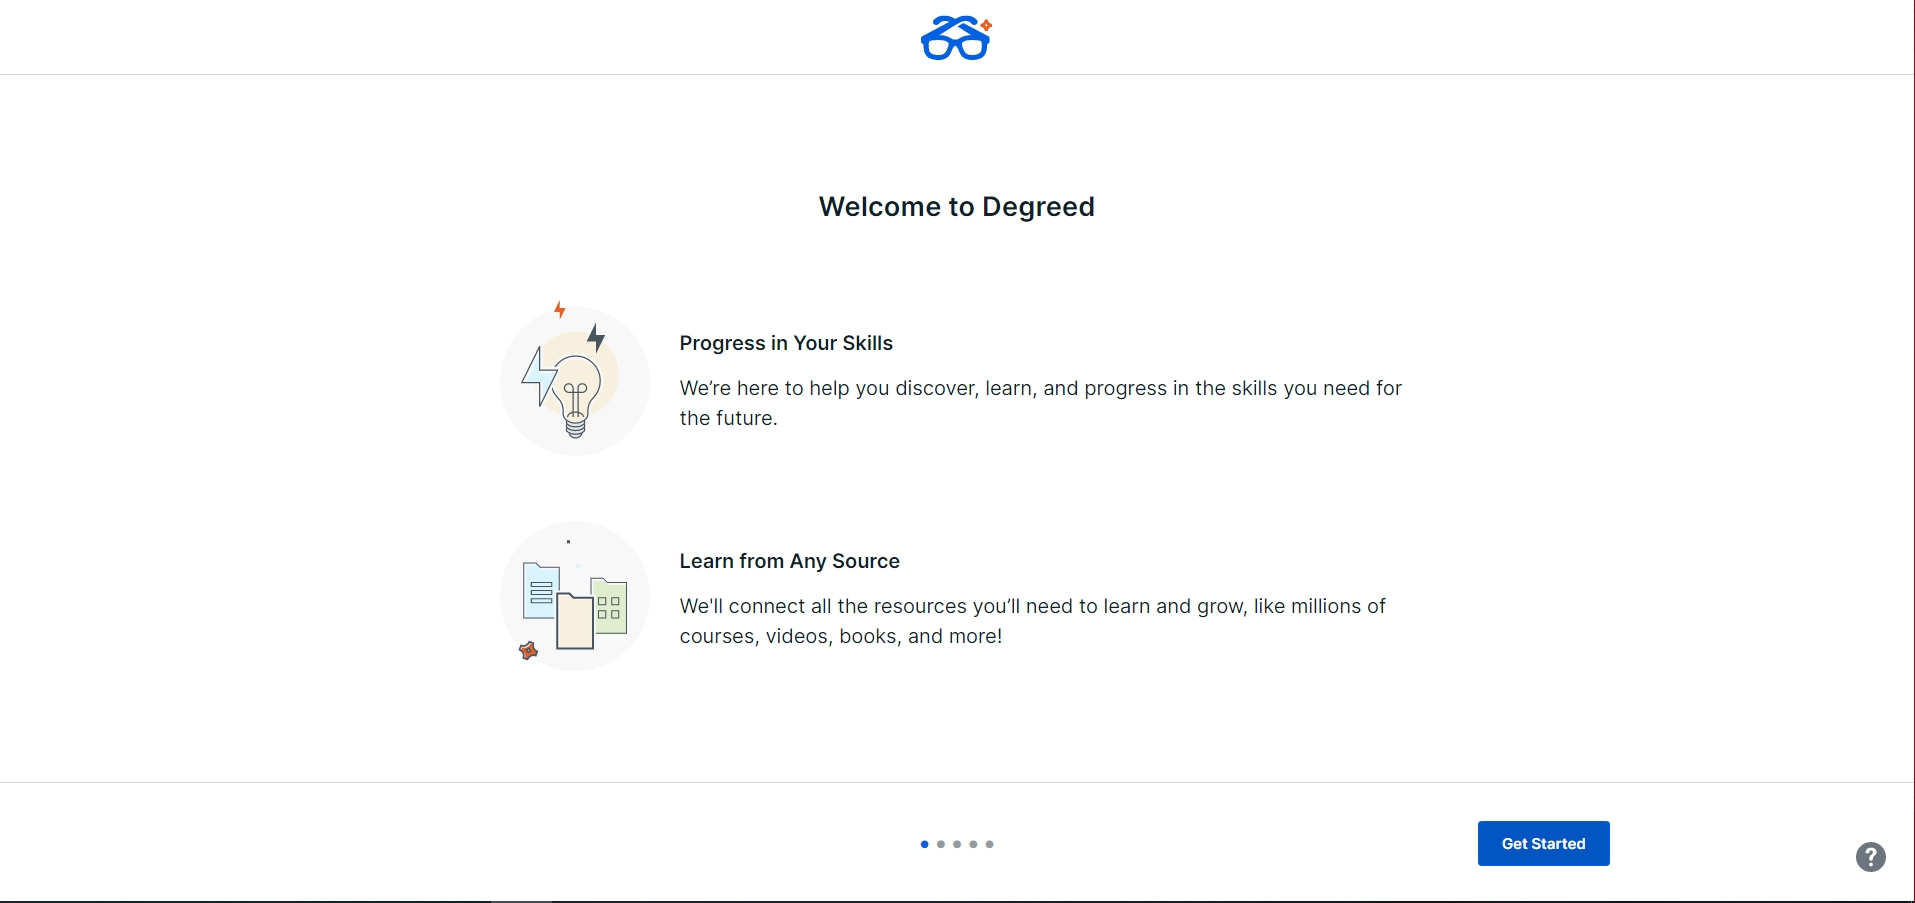 Welcome to Degreed
Progress in Your Skills
We’re here to help you discover, learn, and progress in the skills you need for
the future.
Learn from Any Source
We'll connect all the resources you’ll need to learn and grow, like millions of
courses, videos, books, and more!
Get Started
?